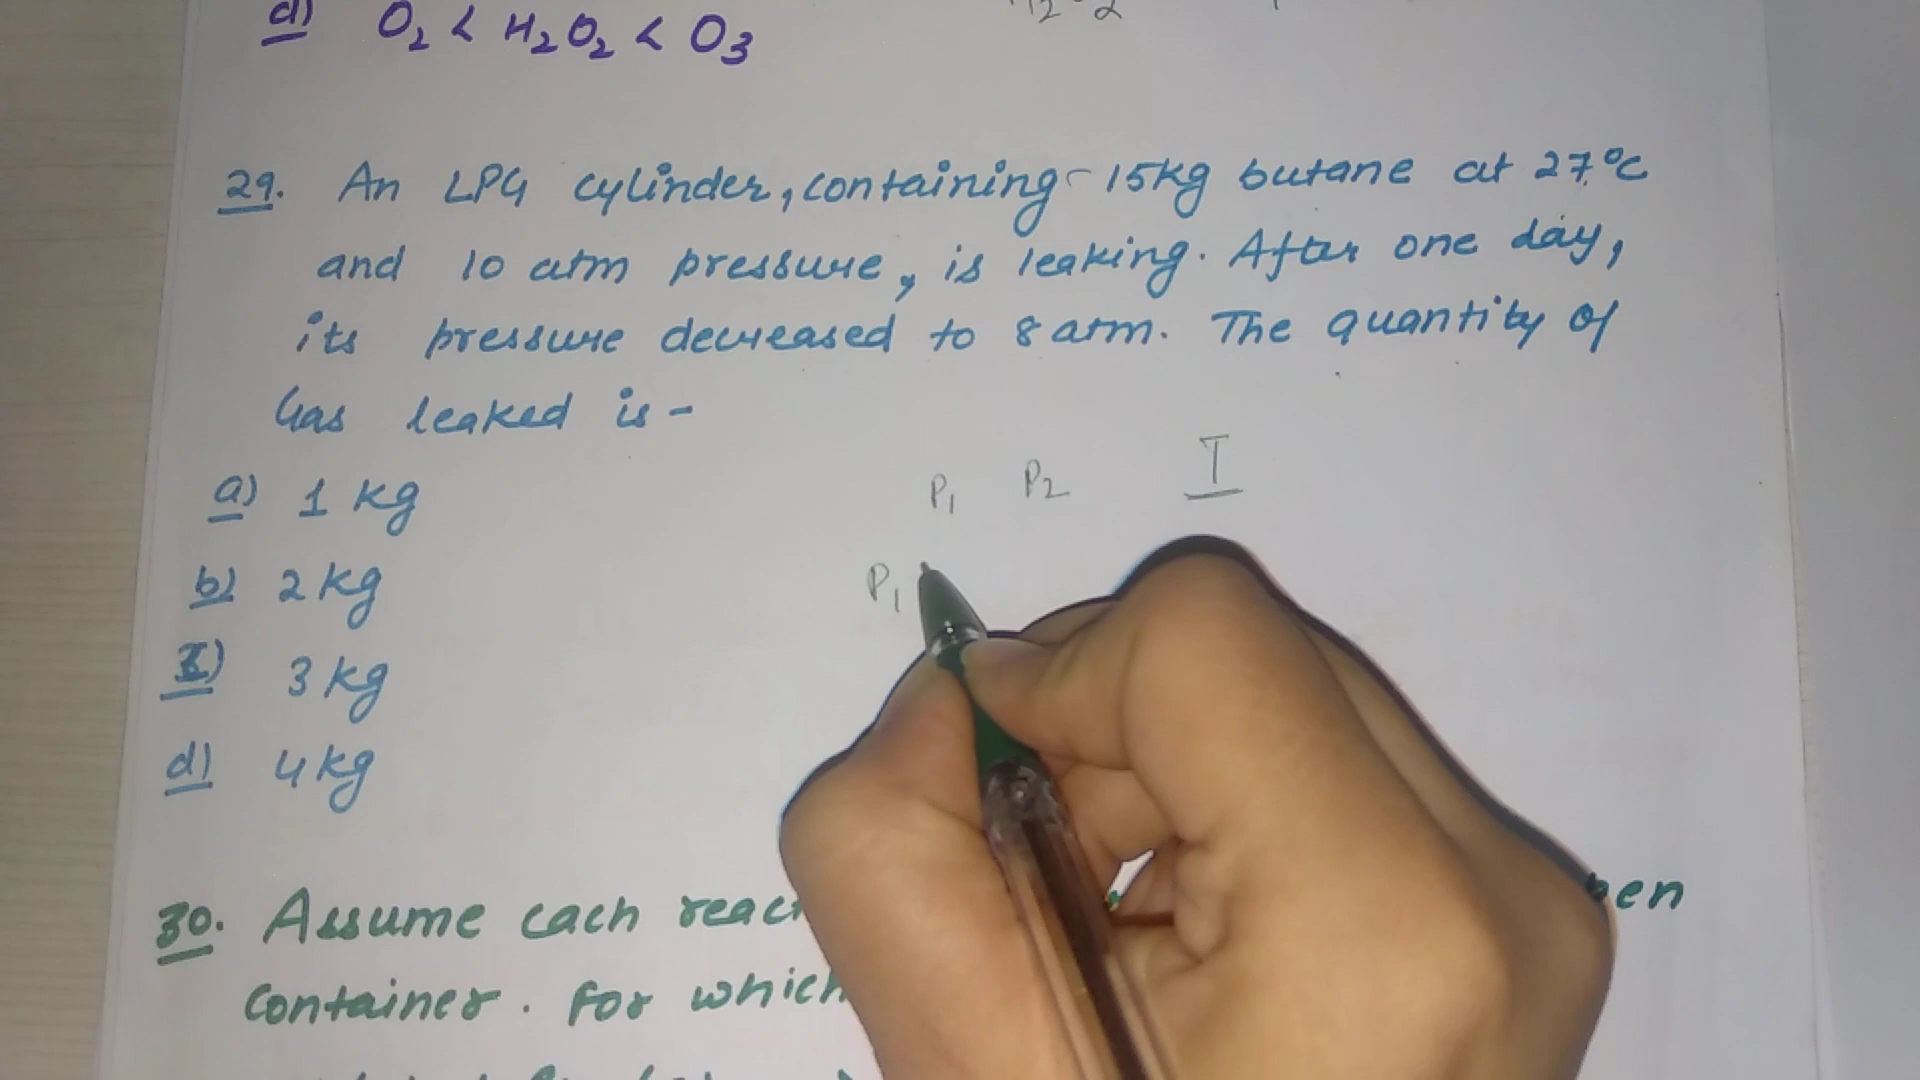 d) O₂ < H₂O₂ < O₃
29. An LPG cylinder, containing 15kg butane at 27°C
and 10 atm pressure, is leaking. After one day,
its pressure decreased to 8 atm. The quantity of
Gas leaked is -
P₁ P₂ T
a) 1 kg
P₁
b) 2 kg
3 kg
d) 4 kg
30. Assume each
container. for which